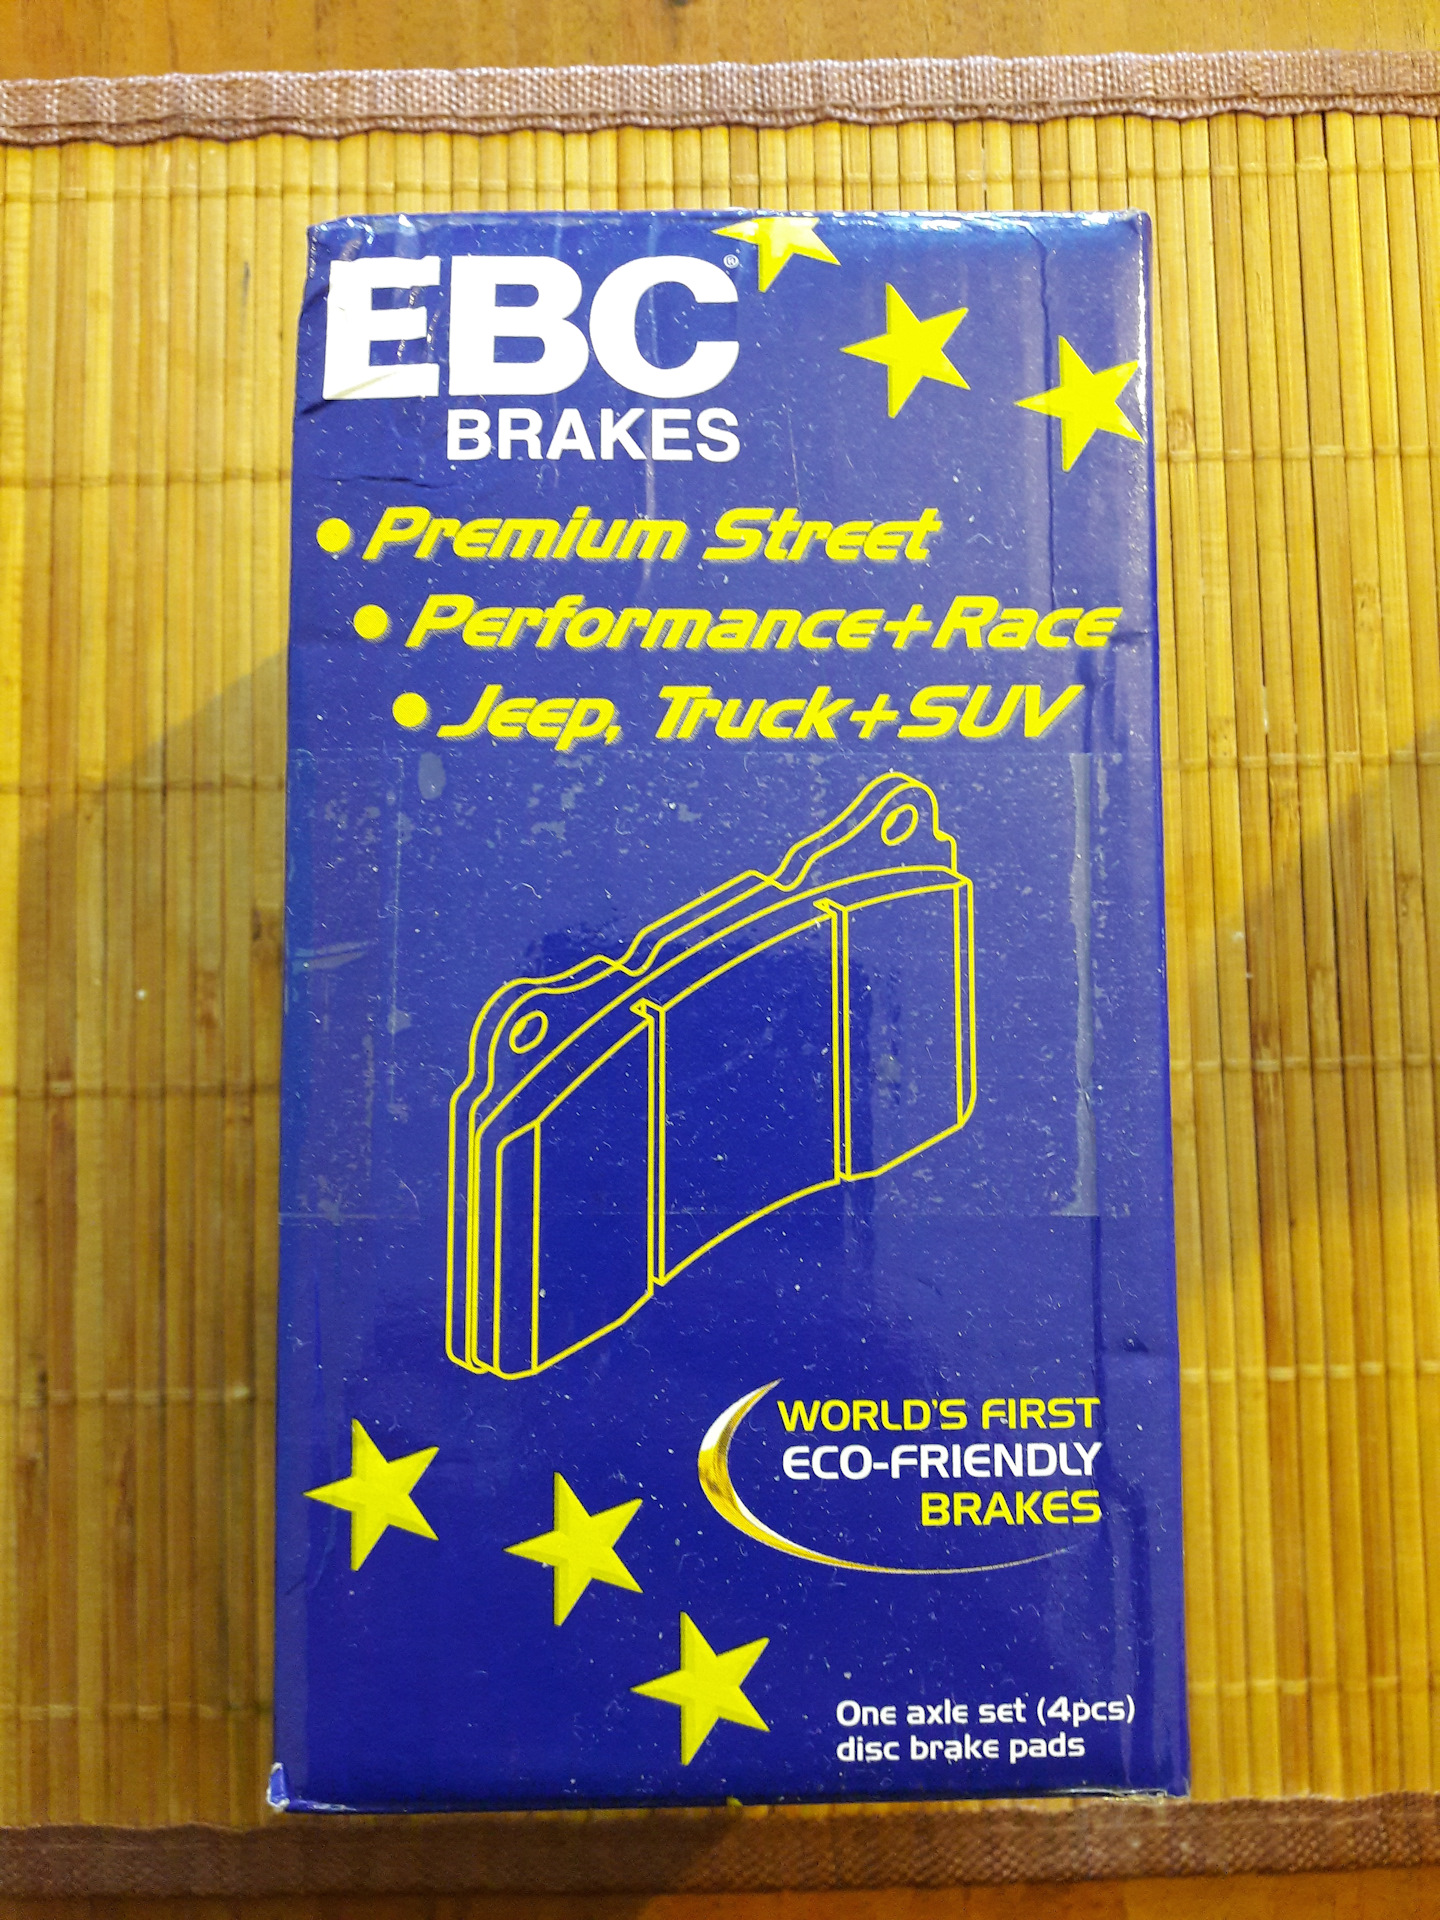 EBC®
BRAKES
• Premium Street
• Performance+Race
• Jeep, Truck+SUV
WORLD'S FIRST
ECO-FRIENDLY
BRAKES
One axle set (4pcs)
disc brake pads